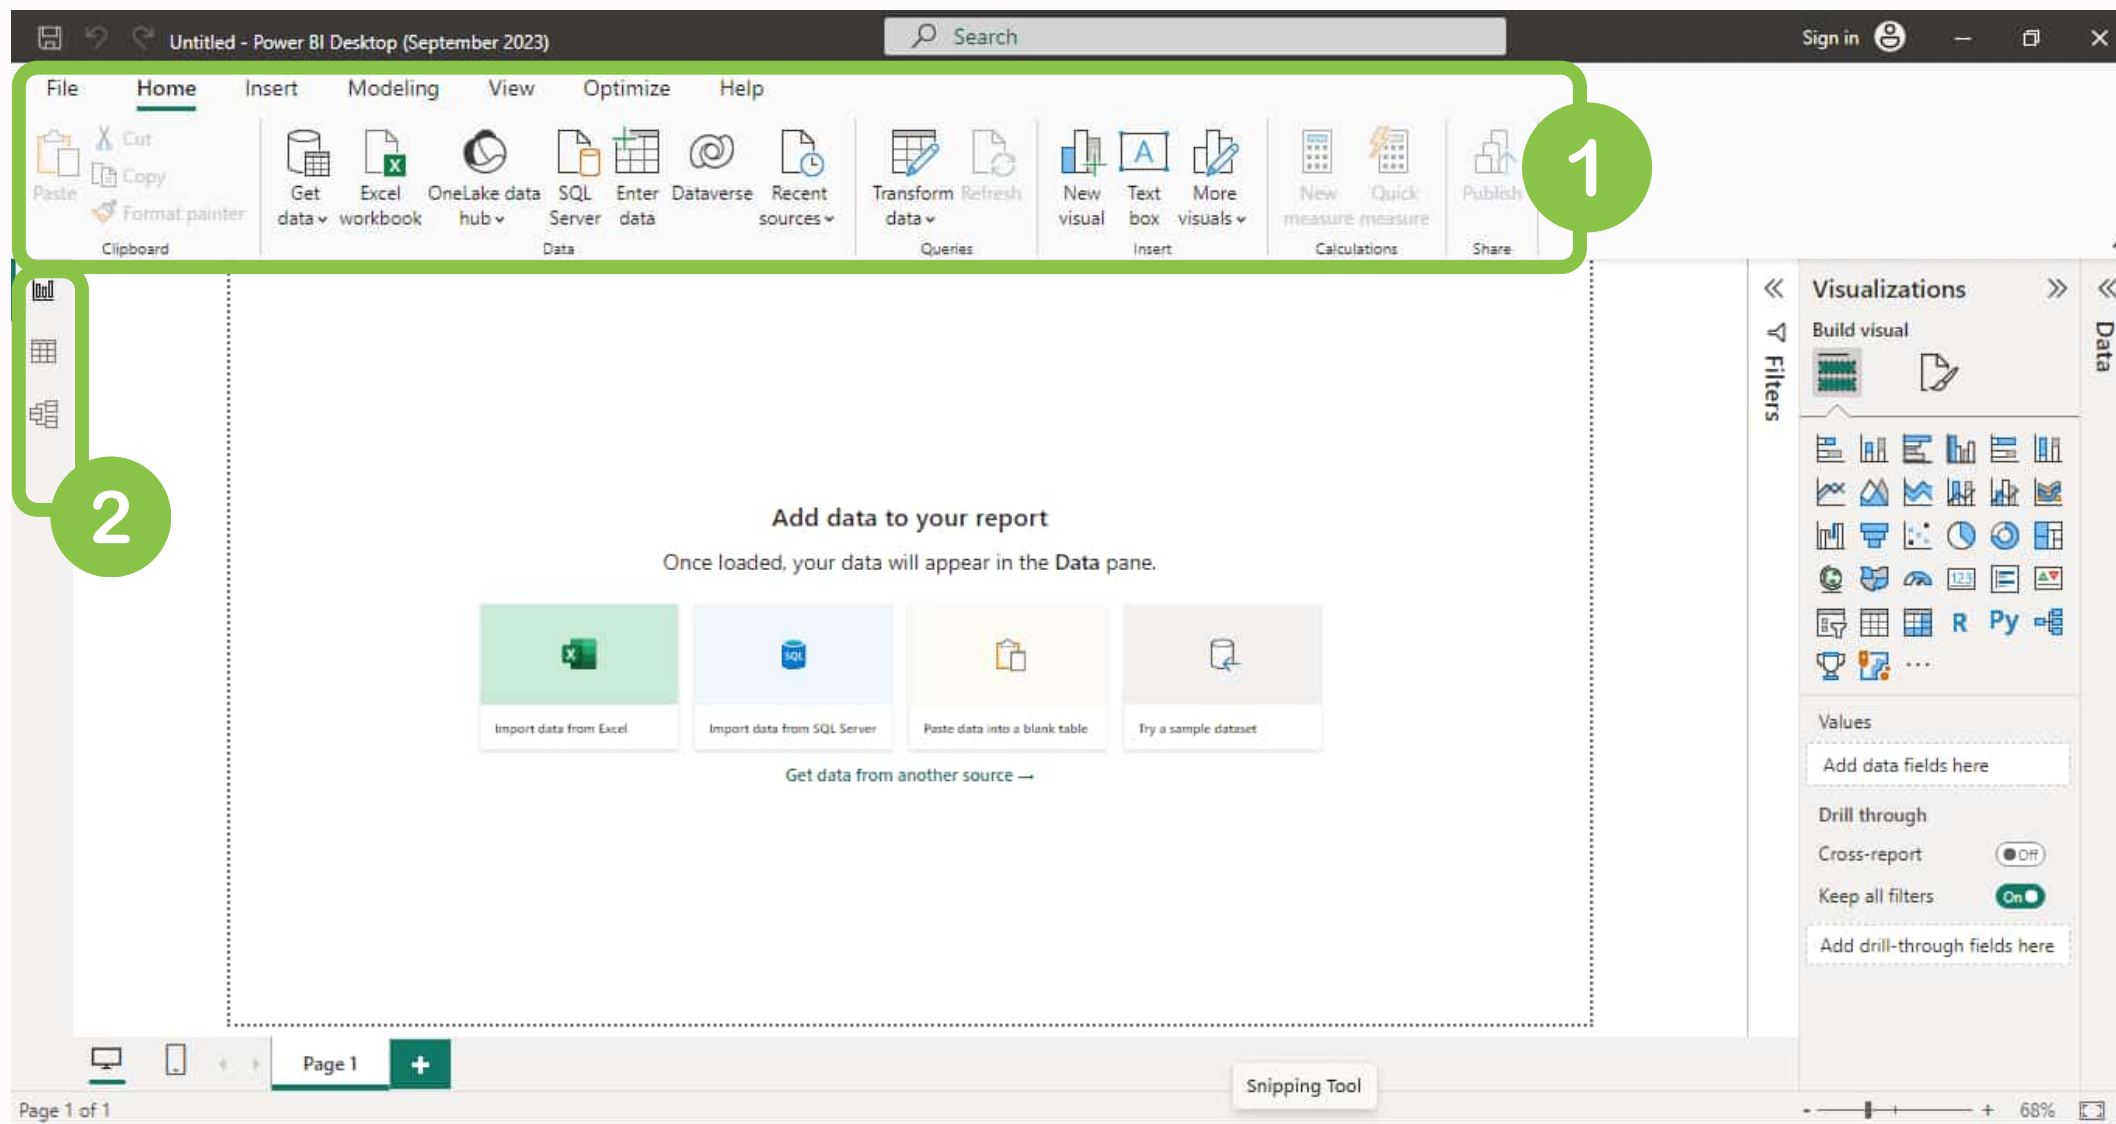 Untitled - Power BI Desktop (September 2023)
Search
Sign in
File Home Insert Modeling View Optimize Help
Paste
Cut
Copy
Format painter
Clipboard
Get data
Excel workbook
OneLake data hub
SQL Server
Enter data
Dataverse
Recent sources
Data
Transform data
Refresh
Queries
New visual
A
Text box
More visuals
Insert
New measure
Quick measure
Calculations
Publish
Share
1
2
Add data to your report
Once loaded, your data will appear in the Data pane.
SQL
Import data from Excel
Import data from SQL Server
Paste data into a blank table
Try a sample dataset
Get data from another source →
Filters
Visualizations
Build visual
123
R Py
...
Values
Add data fields here
Drill through
Cross-report Off
Keep all filters On
Add drill-through fields here
Data
Page 1 +
Snipping Tool
Page 1 of 1
- + 68%